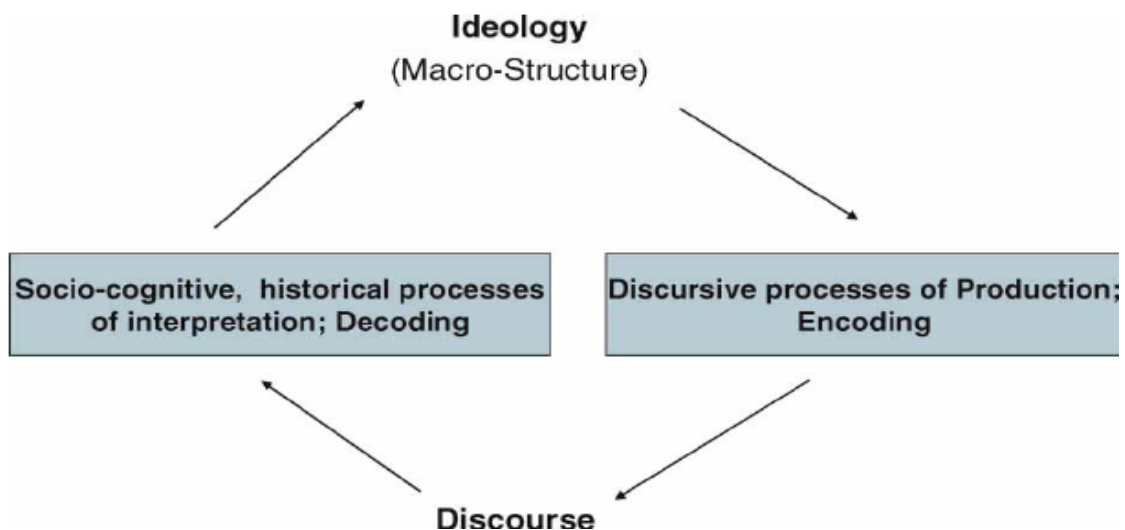 Ideology
(Macro-Structure)
Socio-cognitive, historical processes
of interpretation; Decoding
Discursive processes of Production;
Encoding
Discourse